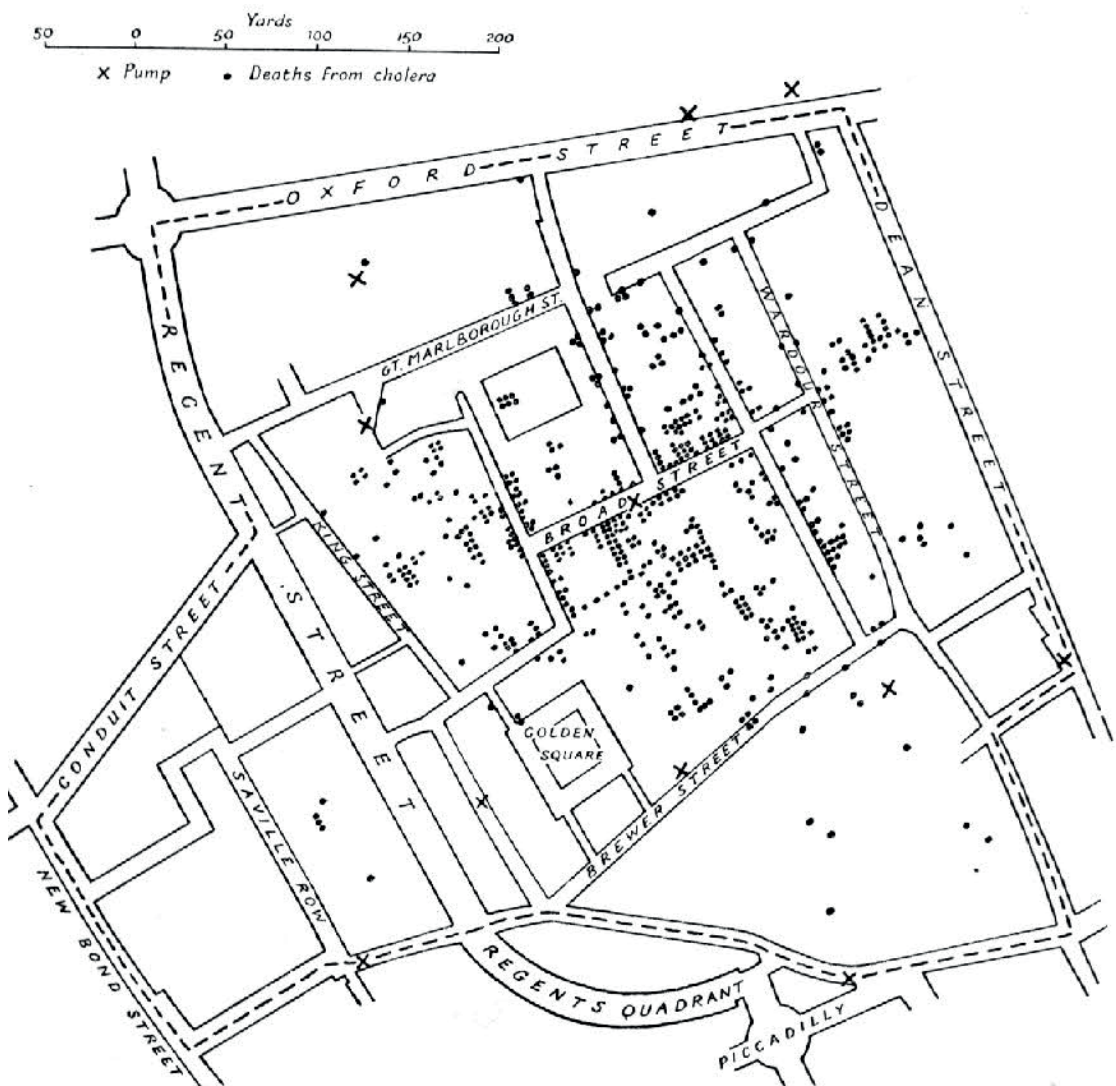 Yards
50 0 50 100 150 200
X Pump • Deaths from cholera
OXFORD STREET
REGENT STREET
GT. MARLBOROUGH ST.
WARDOUR STREET
DEAN STREET
BROAD STREET
KING STREET
CONDUIT STREET
GOLDEN
SQUARE
SAVILLE ROW
BREWER STREET
NEW BOND STREET
REGENTS QUADRANT
PICCADILLY